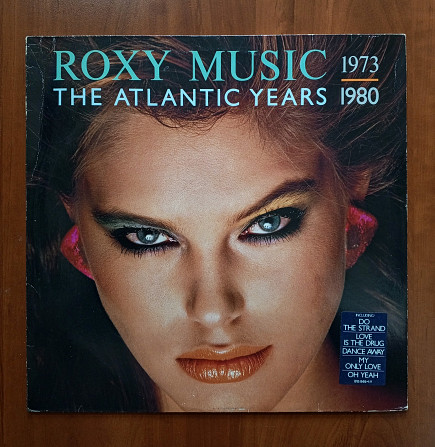 ROXY MUSIC 1973
THE ATLANTIC YEARS 1980
INCLUDING
DO
THE STRAND
LOVE
IS THE DRUG
DANCE AWAY
MY
ONLY LOVE
OH YEAH